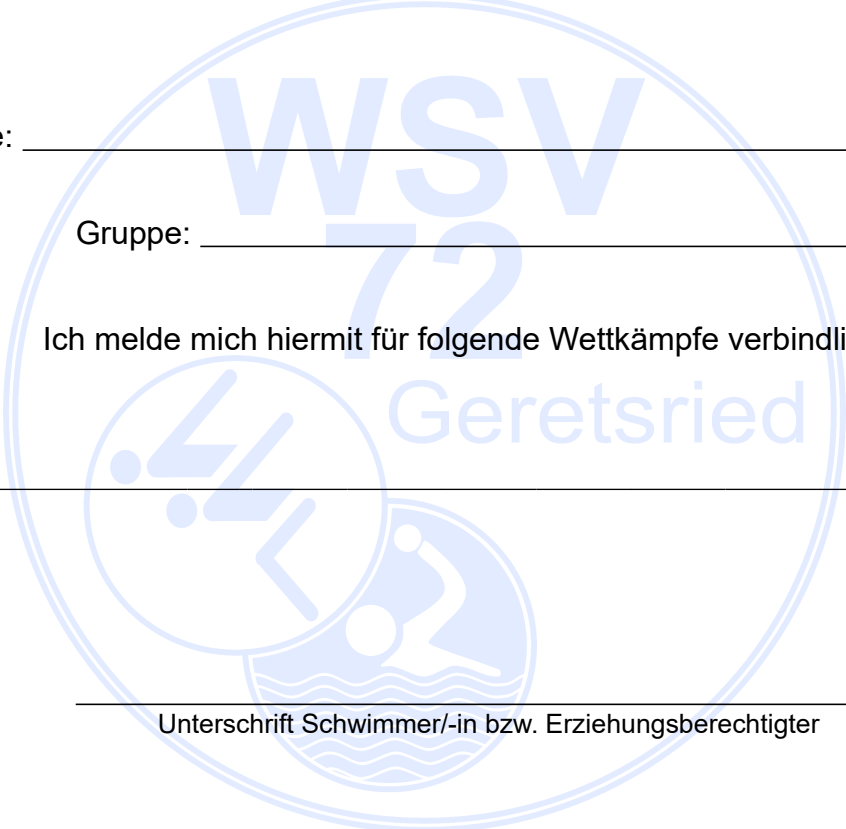 WSV
72
Geretsried
e:
Gruppe:
Ich melde mich hiermit für folgende Wettkämpfe verbindli
Unterschrift Schwimmer/-in bzw. Erziehungsberechtigter